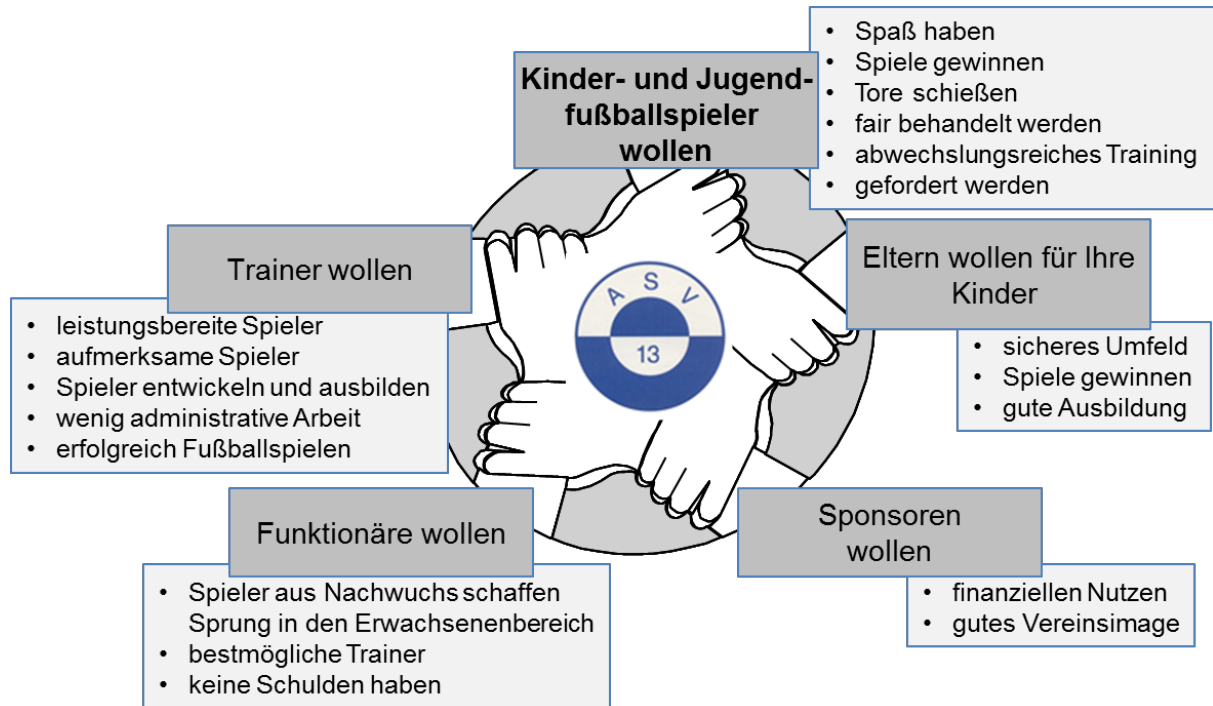 Kinder- und Jugend-
fußballspieler
wollen
• Spaß haben
• Spiele gewinnen
• Tore schießen
• fair behandelt werden
• abwechslungsreiches Training
• gefordert werden
Eltern wollen für Ihre
Kinder
• sicheres Umfeld
• Spiele gewinnen
• gute Ausbildung
Sponsoren
wollen
• finanziellen Nutzen
• gutes Vereinsimage
Funktionäre wollen
• Spieler aus Nachwuchs schaffen
Sprung in den Erwachsenenbereich
• bestmögliche Trainer
• keine Schulden haben
Trainer wollen
• leistungsbereite Spieler
• aufmerksame Spieler
• Spieler entwickeln und ausbilden
• wenig administrative Arbeit
• erfolgreich Fußballspielen
A S V
13